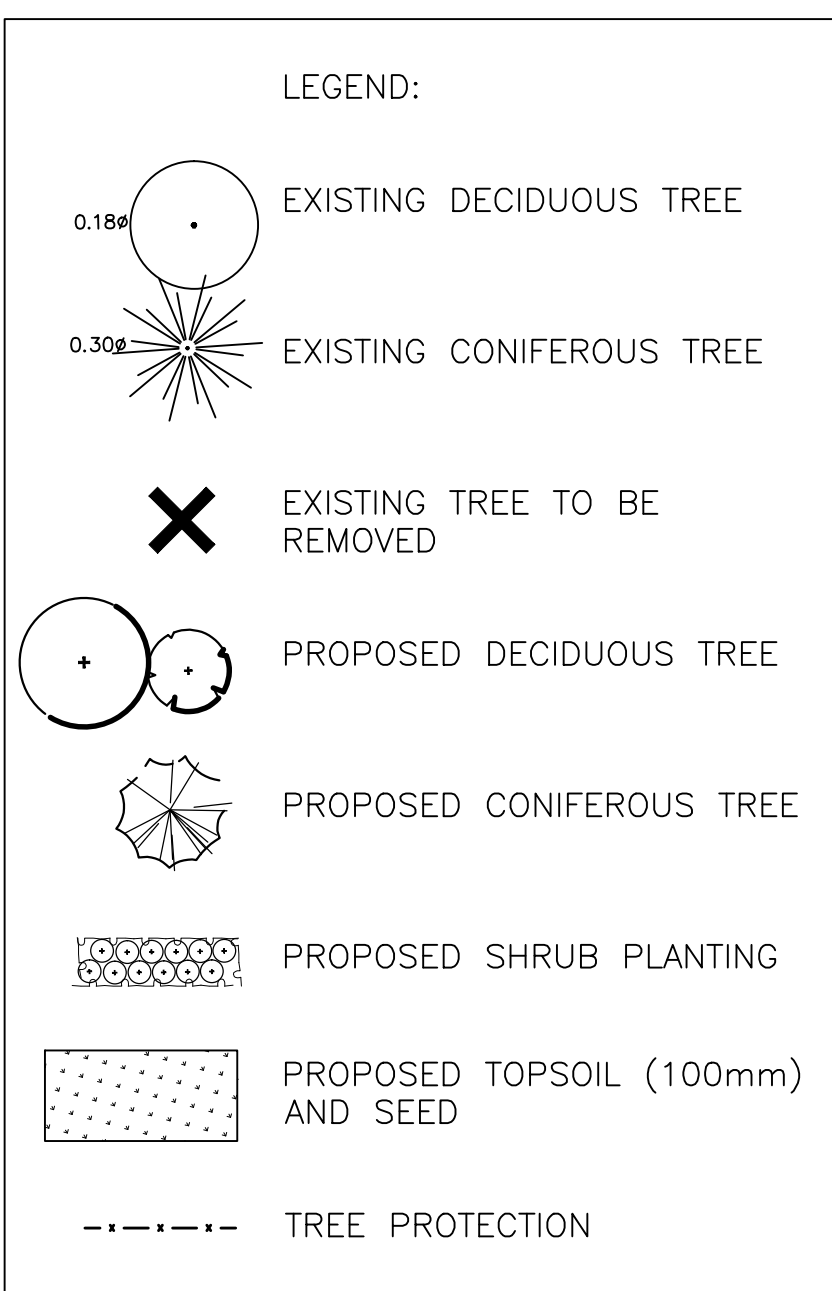 LEGEND:
0.18ø
EXISTING DECIDUOUS TREE
0.30ø
EXISTING CONIFEROUS TREE
EXISTING TREE TO BE
REMOVED
PROPOSED DECIDUOUS TREE
PROPOSED CONIFEROUS TREE
PROPOSED SHRUB PLANTING
PROPOSED TOPSOIL (100mm)
AND SEED
TREE PROTECTION